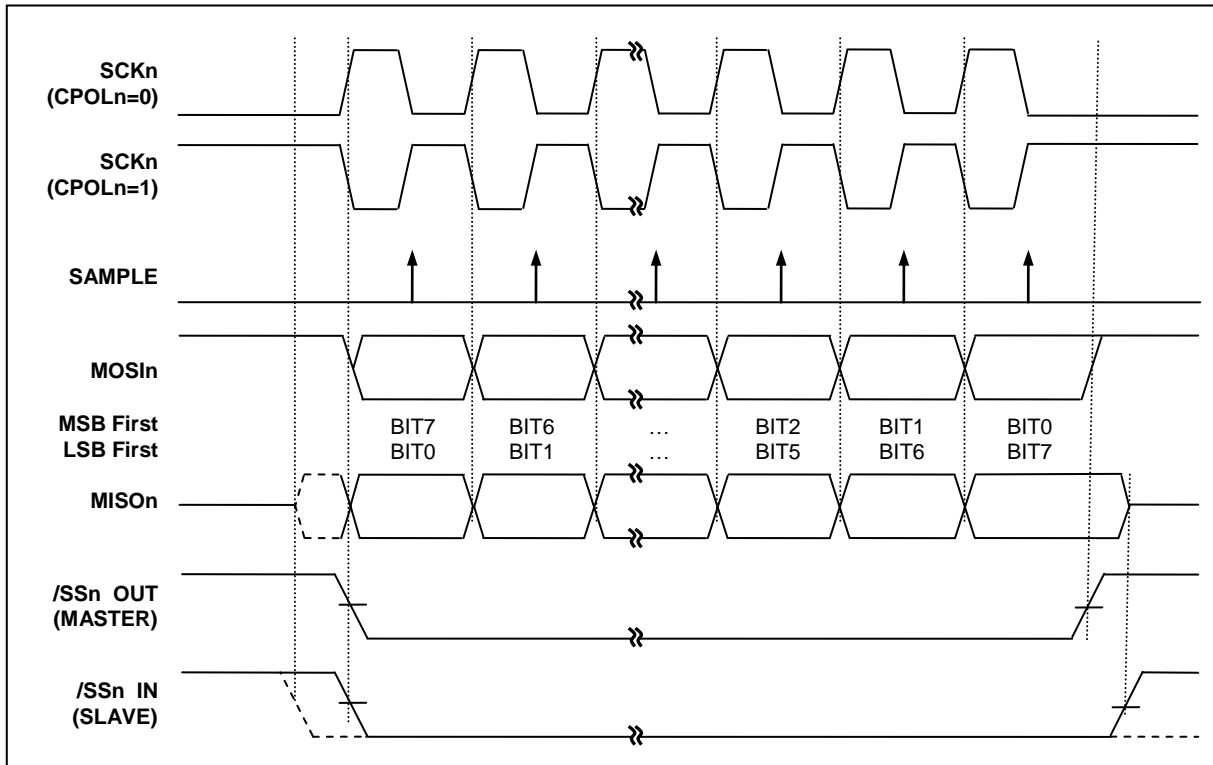 SCKn
(CPOLn=0)
SCKn
(CPOLn=1)
SAMPLE
MOSIn
MSB First BIT7 BIT6 … BIT2 BIT1 BIT0
LSB First BIT0 BIT1 … BIT5 BIT6 BIT7
MISOn
/SSn OUT
(MASTER)
/SSn IN
(SLAVE)